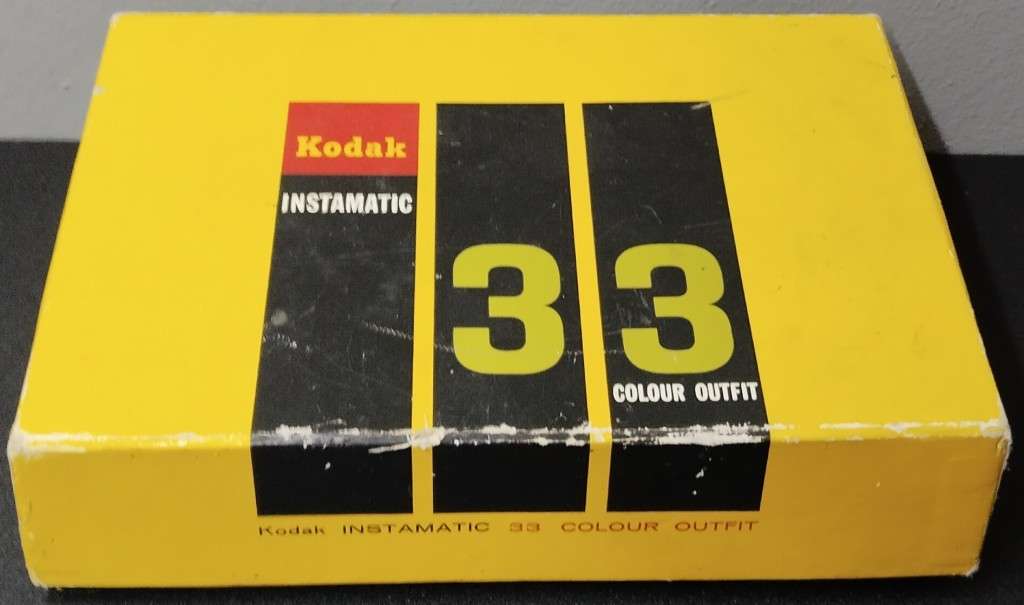 Kodak
INSTAMATIC
33
COLOUR OUTFIT
Kodak INSTAMATIC 33 COLOUR OUTFIT